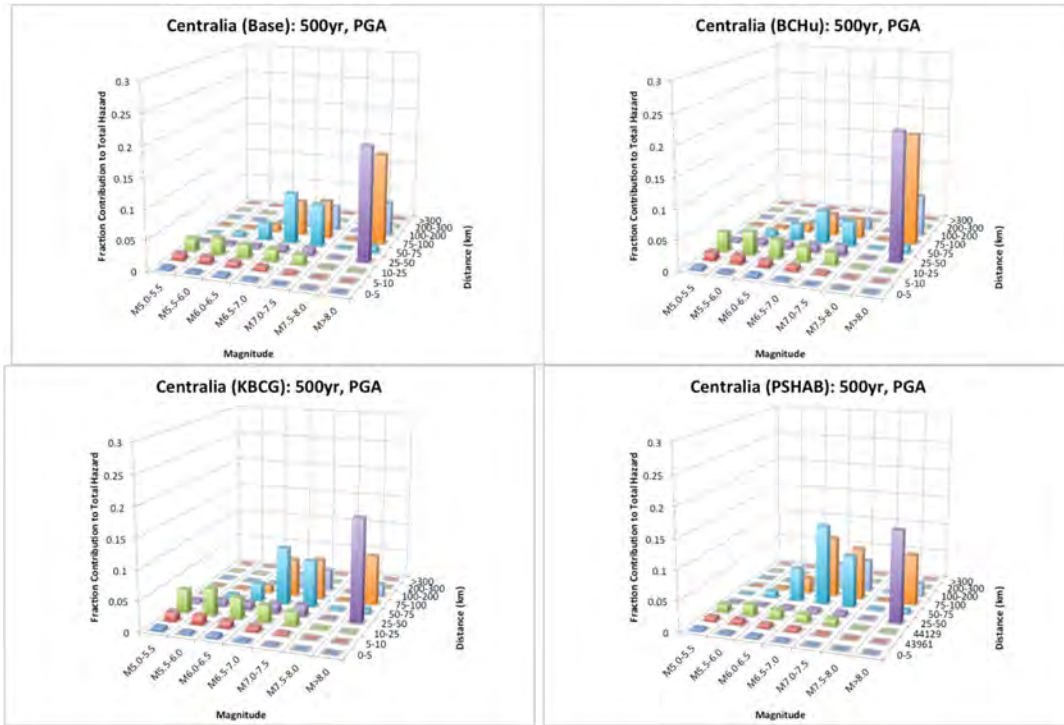 Centralia (Base): 500yr, PGA
Fraction Contribution to Total Hazard
0.3
0.25
0.2
0.15
0.1
0.05
0
M5.0-5.5
M5.5-6.0
M6.0-6.5
M6.5-7.0
M7.0-7.5
M7.5-8.0
M>8.0
Magnitude
>300
200-300
100-200
75-100
50-75
25-50
10-25
5-10
0-5
Distance (km)
Centralia (BCHu): 500yr, PGA
Fraction Contribution to Total Hazard
0.3
0.25
0.2
0.15
0.1
0.05
0
M5.0-5.5
M5.5-6.0
M6.0-6.5
M6.5-7.0
M7.0-7.5
M7.5-8.0
M>8.0
Magnitude
>300
200-300
100-200
75-100
50-75
25-50
10-25
5-10
0-5
Distance (km)
Centralia (KBCG): 500yr, PGA
Fraction Contribution to Total Hazard
0.3
0.25
0.2
0.15
0.1
0.05
0
M5.0-5.5
M5.5-6.0
M6.0-6.5
M6.5-7.0
M7.0-7.5
M7.5-8.0
M>8.0
Magnitude
>300
200-300
100-200
75-100
50-75
25-50
10-25
5-10
0-5
Distance (km)
Centralia (PSHAB): 500yr, PGA
Fraction Contribution to Total Hazard
0.3
0.25
0.2
0.15
0.1
0.05
0
M5.0-5.5
M5.5-6.0
M6.0-6.5
M6.5-7.0
M7.0-7.5
M7.5-8.0
M>8.0
Magnitude
>300
200-300
100-200
75-100
50-75
25-50
44129
43961
0-5
Distance (km)